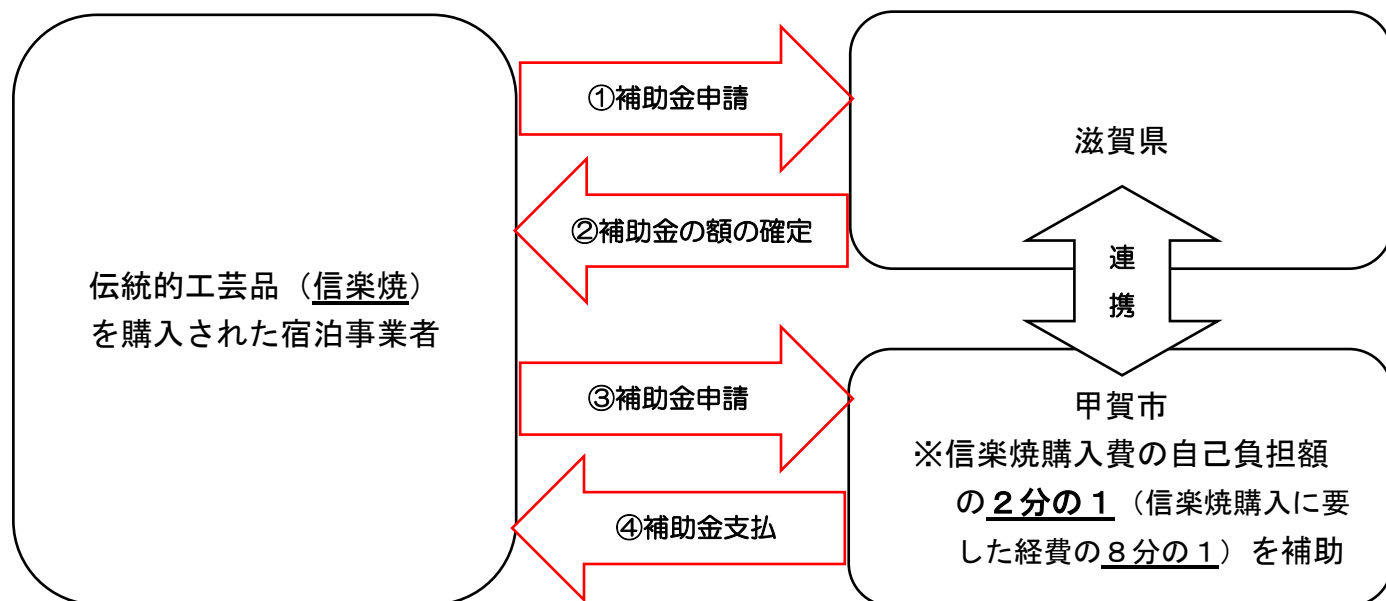 伝統的工芸品（信楽焼）
を購入された宿泊事業者
①補助金申請
②補助金の額の確定
③補助金申請
④補助金支払
滋賀県
連
携
甲賀市
※信楽焼購入費の自己負担額
の２分の１（信楽焼購入に要
した経費の８分の１）を補助